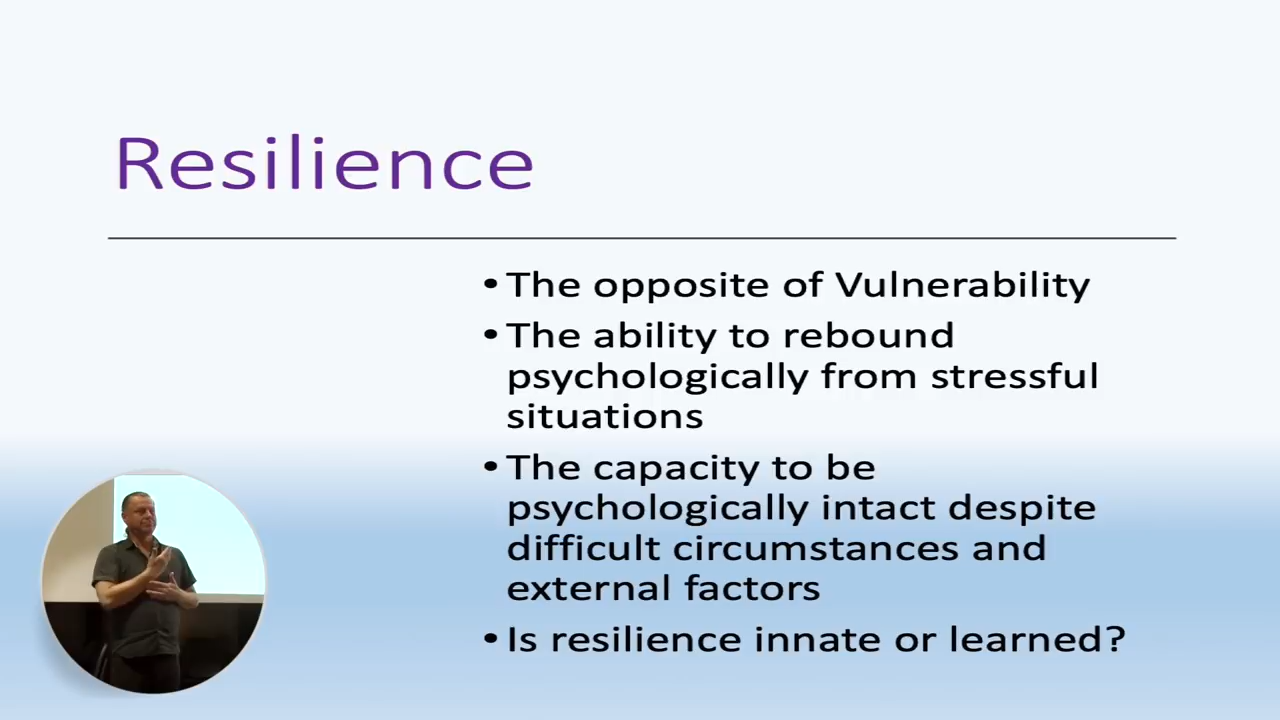 Resilience
• The opposite of Vulnerability
• The ability to rebound
psychologically from stressful
situations
• The capacity to be
psychologically intact despite
difficult circumstances and
external factors
• Is resilience innate or learned?